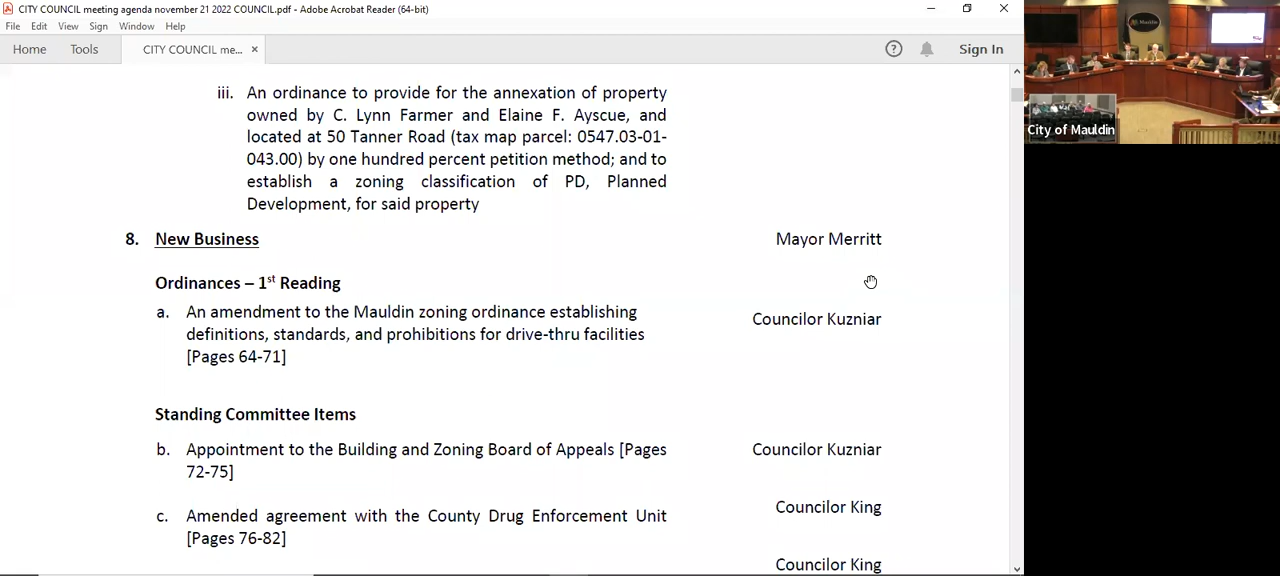 CITY COUNCIL meeting agenda november 21 2022 COUNCIL.pdf - Adobe Acrobat Reader (64-bit)
File Edit View Sign Window Help
Home Tools CITY COUNCIL me... × Sign In
iii. An ordinance to provide for the annexation of property
owned by C. Lynn Farmer and Elaine F. Ayscue, and
located at 50 Tanner Road (tax map parcel: 0547.03-01-
043.00) by one hundred percent petition method; and to
establish a zoning classification of PD, Planned
Development, for said property
8. New Business Mayor Merritt
Ordinances – 1st Reading
a. An amendment to the Mauldin zoning ordinance establishing
definitions, standards, and prohibitions for drive-thru facilities
[Pages 64-71]
Councilor Kuzniar
Standing Committee Items
b. Appointment to the Building and Zoning Board of Appeals [Pages
72-75]
Councilor Kuzniar
c. Amended agreement with the County Drug Enforcement Unit
[Pages 76-82]
Councilor King
Councilor King
Mauldin
City of Mauldin